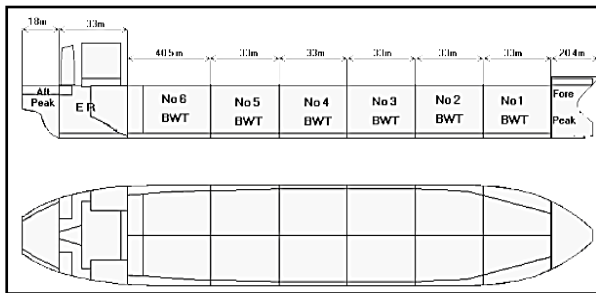 18m 33m 40.5m 33m 33m 33m 33m 33m 20.4m
Aft Peak
E R
No 6 BWT
No 5 BWT
No 4 BWT
No 3 BWT
No 2 BWT
No 1 BWT
Fore Peak